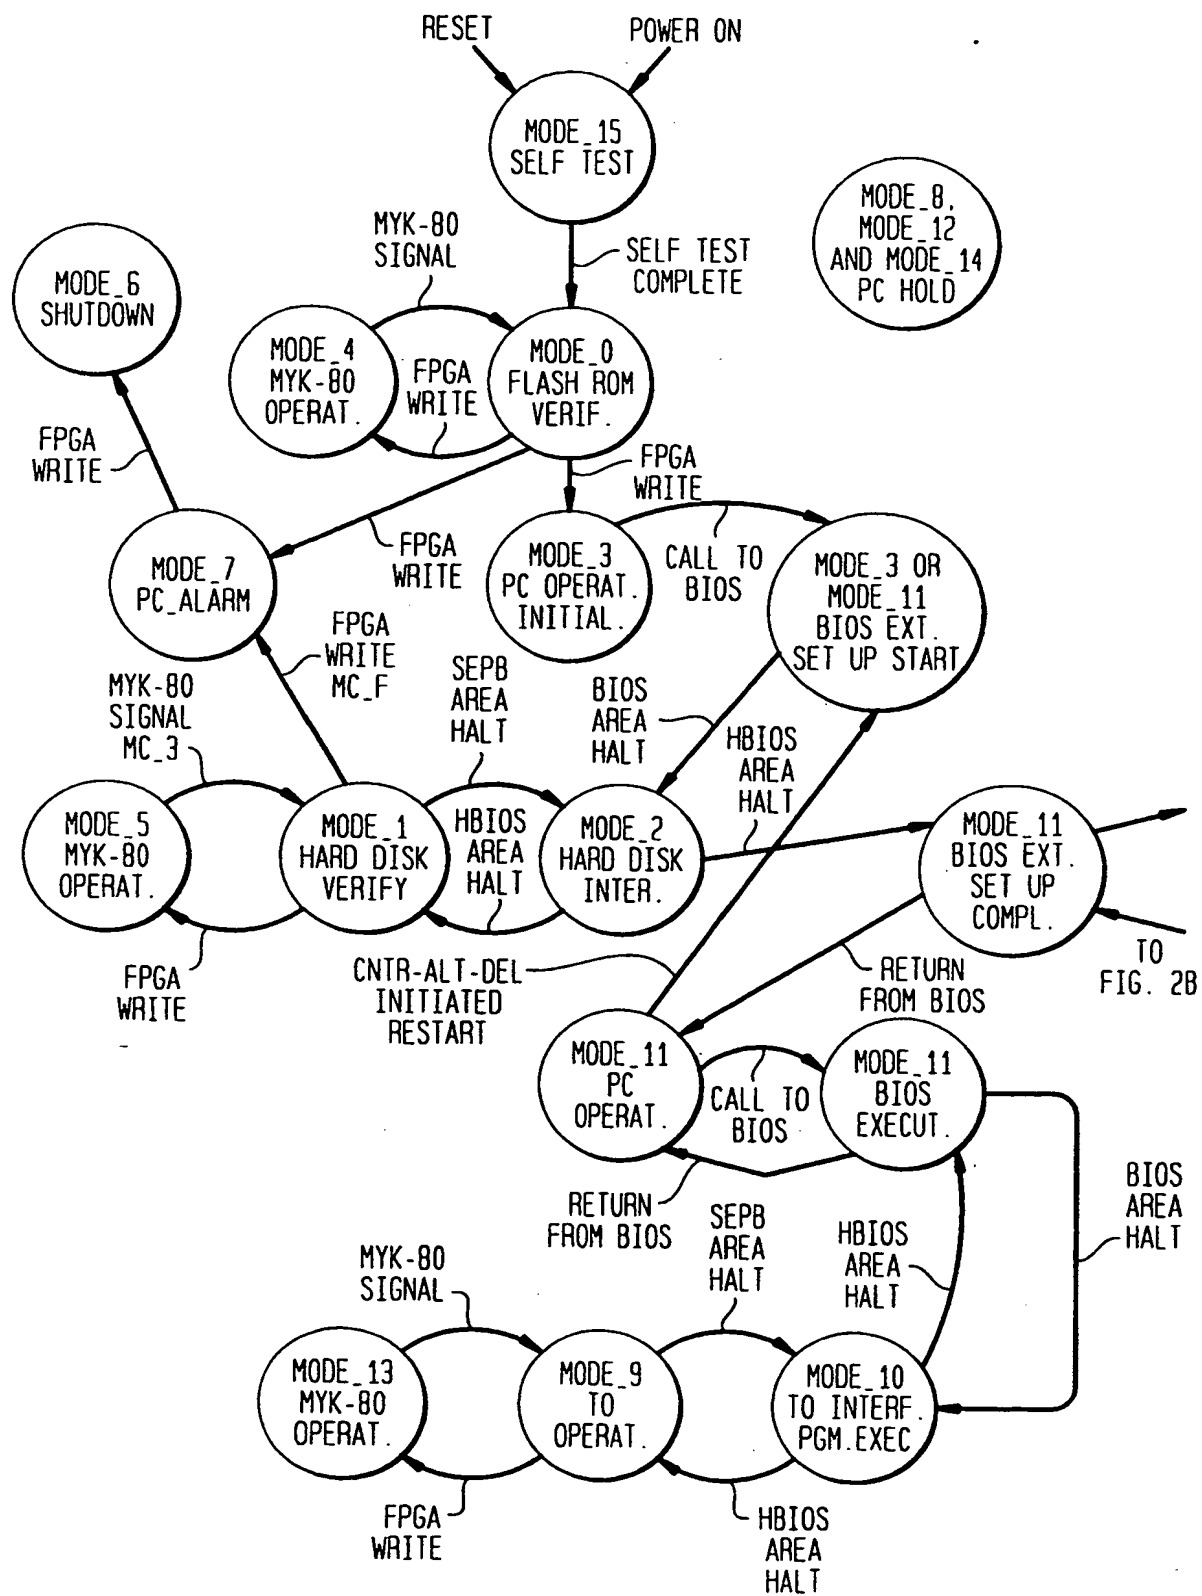 RESET
POWER ON
MODE_15
SELF TEST
MODE_8,
MODE_12
AND MODE_14
PC HOLD
MYK-80
SIGNAL
SELF TEST
COMPLETE
MODE_6
SHUTDOWN
MODE_4
MYK-80
OPERAT.
FPGA
WRITE
MODE_0
FLASH ROM
VERIF.
FPGA
WRITE
FPGA
WRITE
MODE_7
PC_ALARM
FPGA
WRITE
MODE_3
PC OPERAT.
INITIAL.
CALL TO
BIOS
MODE_3 OR
MODE_11
BIOS EXT.
SET UP START
FPGA
WRITE
MC_F
MYK-80
SIGNAL
MC_3
SEPB
AREA
HALT
BIOS
AREA
HALT
HBIOS
AREA
HALT
MODE_5
MYK-80
OPERAT.
MODE_1
HARD DISK
VERIFY
HBIOS
AREA
HALT
MODE_2
HARD DISK
INTER.
MODE_11
BIOS EXT.
SET UP
COMPL.
FPGA
WRITE
CNTR-ALT-DEL
INITIATED
RESTART
RETURN
FROM BIOS
TO
FIG. 2B
MODE_11
PC
OPERAT.
CALL TO
BIOS
MODE_11
BIOS
EXECUT.
RETURN
FROM BIOS
BIOS
AREA
HALT
MYK-80
SIGNAL
SEPB
AREA
HALT
HBIOS
AREA
HALT
MODE_13
MYK-80
OPERAT.
MODE_9
TO
OPERAT.
MODE_10
TO INTERF.
PGM.EXEC
FPGA
WRITE
HBIOS
AREA
HALT